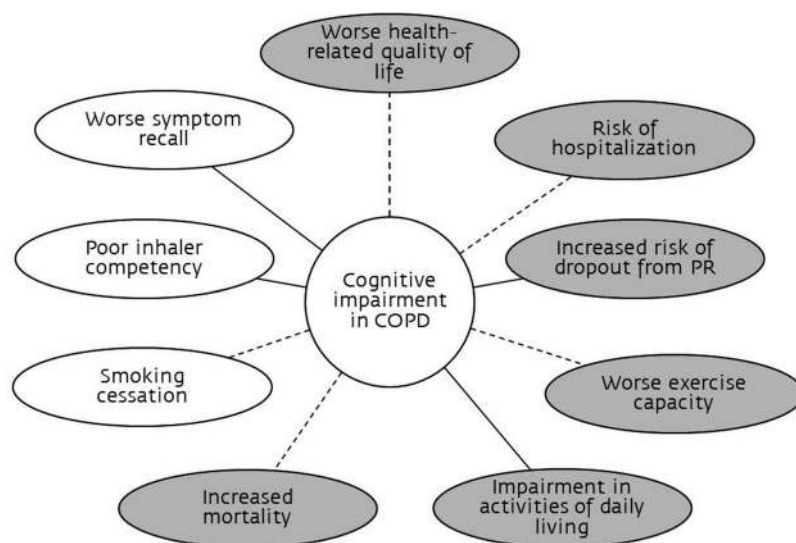 Worse health-
related quality of
life
Worse symptom
recall
Risk of
hospitalization
Poor inhaler
competency
Increased risk of
dropout from PR
Cognitive
impairment
in COPD
Smoking
cessation
Worse exercise
capacity
Increased
mortality
Impairment in
activities of daily
living